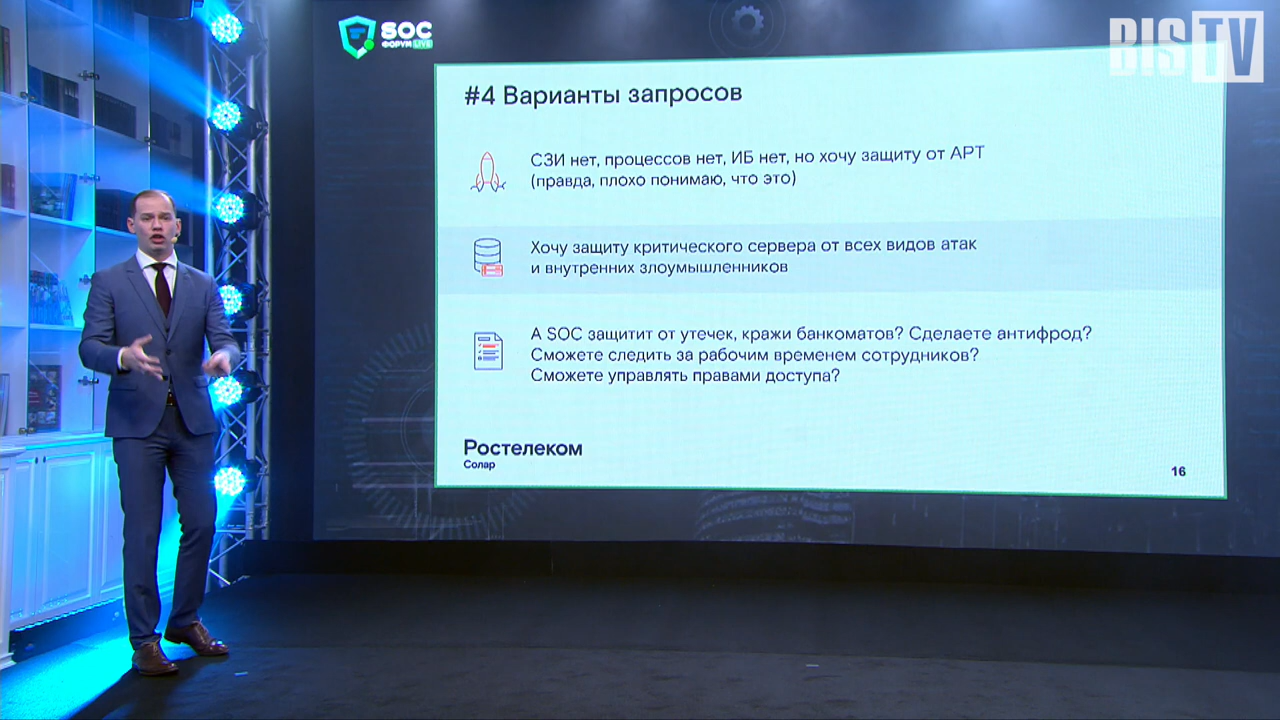 SOC
ФОРУМ LIVE
BIS TV
#4 Варианты запросов
СЗИ нет, процессов нет, ИБ нет, но хочу защиту от APT
(правда, плохо понимаю, что это)
Хочу защиту критического сервера от всех видов атак
и внутренних злоумышленников
А SOC защитит от утечек, кражи банкоматов? Сделаете антифрод?
Сможете следить за рабочим временем сотрудников?
Сможете управлять правами доступа?
Ростелеком
Солар
16